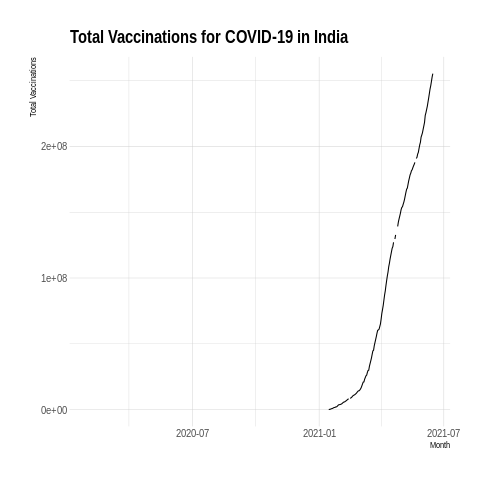 Total Vaccinations for COVID-19 in India
Total Vaccinations
2e+08
1e+08
0e+00
2020-07
2021-01
2021-07
Month